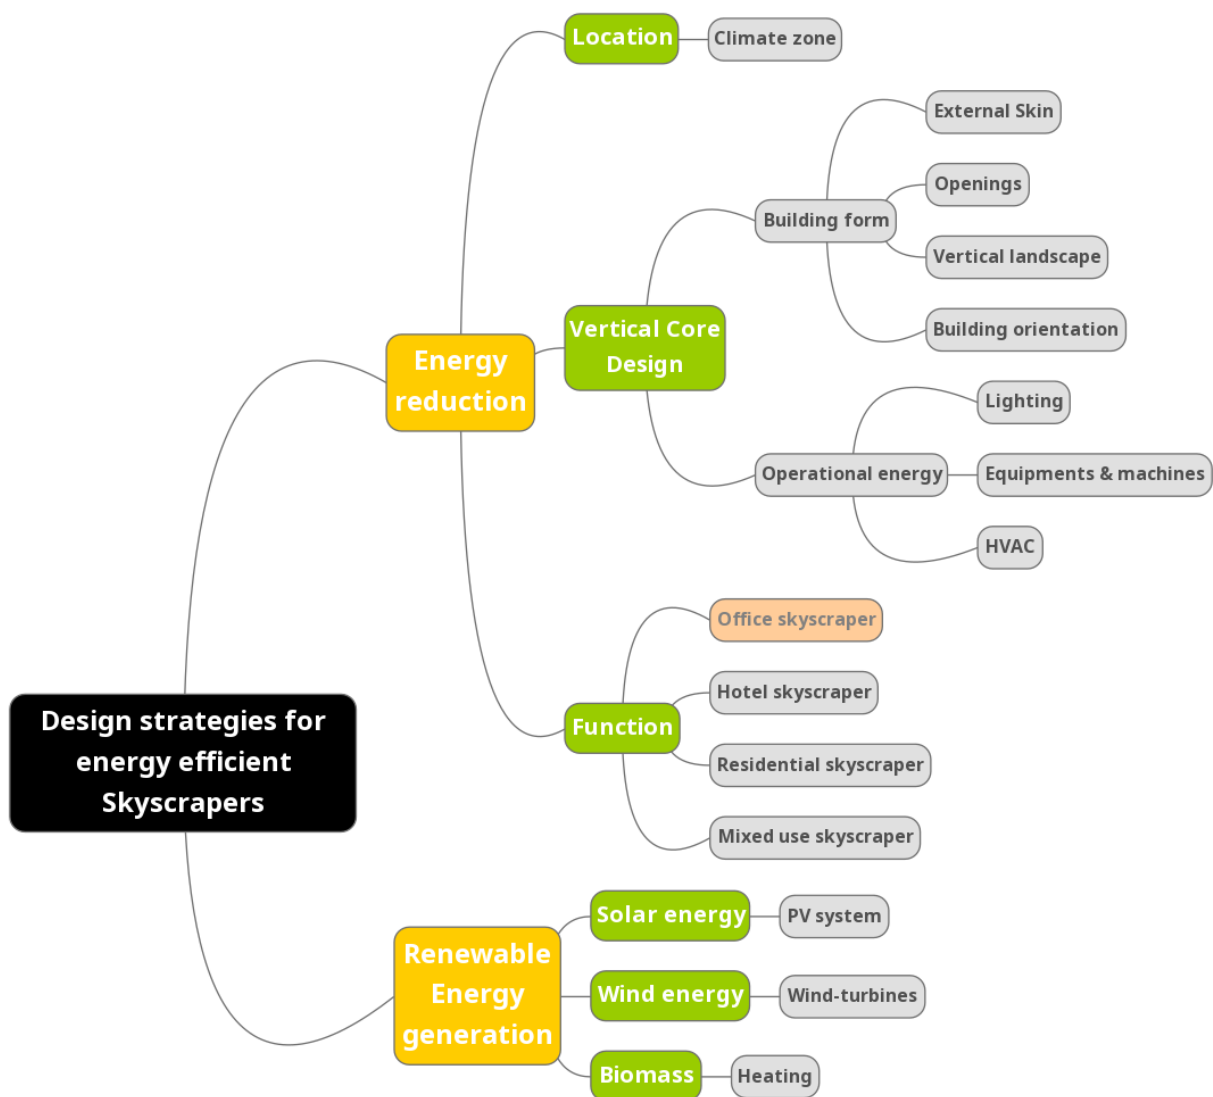 Location
Climate zone
External Skin
Openings
Building form
Vertical landscape
Vertical Core
Design
Building orientation
Energy
reduction
Lighting
Operational energy
Equipments & machines
HVAC
Office skyscraper
Hotel skyscraper
Function
Residential skyscraper
Mixed use skyscraper
Design strategies for
energy efficient
Skyscrapers
Solar energy
PV system
Renewable
Energy
generation
Wind energy
Wind-turbines
Biomass
Heating